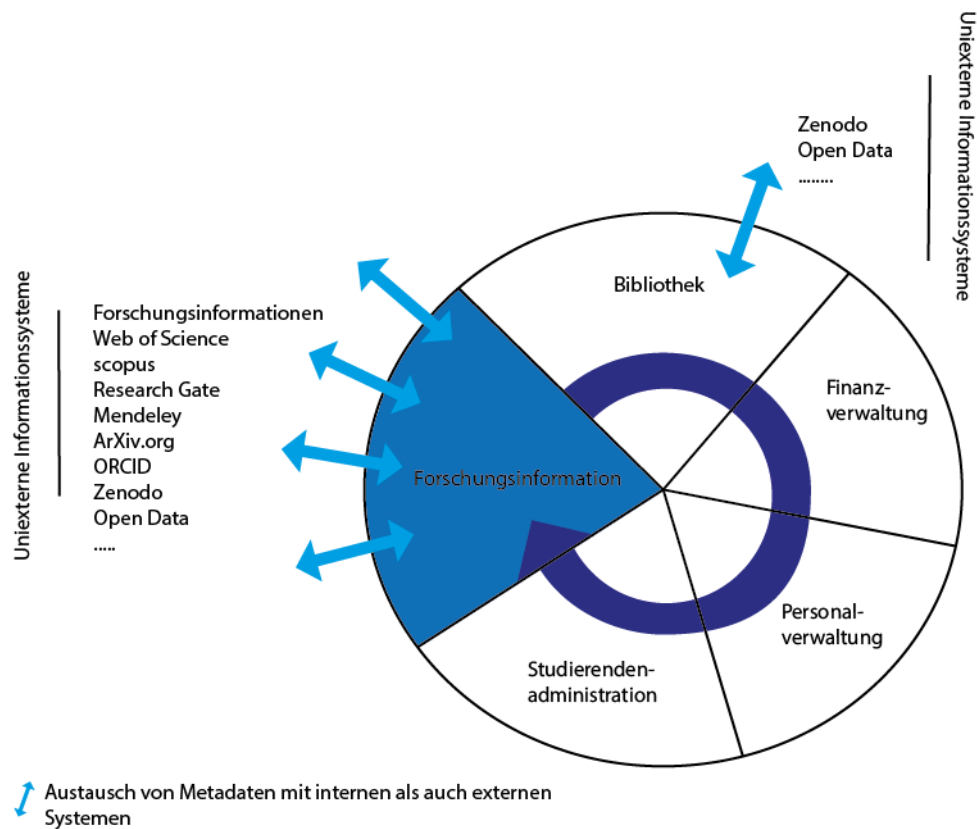 Uniexterne Informationssysteme
Zenodo
Open Data
........
Bibliothek
Uniexterne Informationssysteme
Forschungsinformationen
Web of Science
scopus
Research Gate
Mendeley
ArXiv.org
ORCID
Zenodo
Open Data
.....
Finanz-
verwaltung
Forschungsinformation
Personal-
verwaltung
Studierenden-
administration
Austausch von Metadaten mit internen als auch externen
Systemen